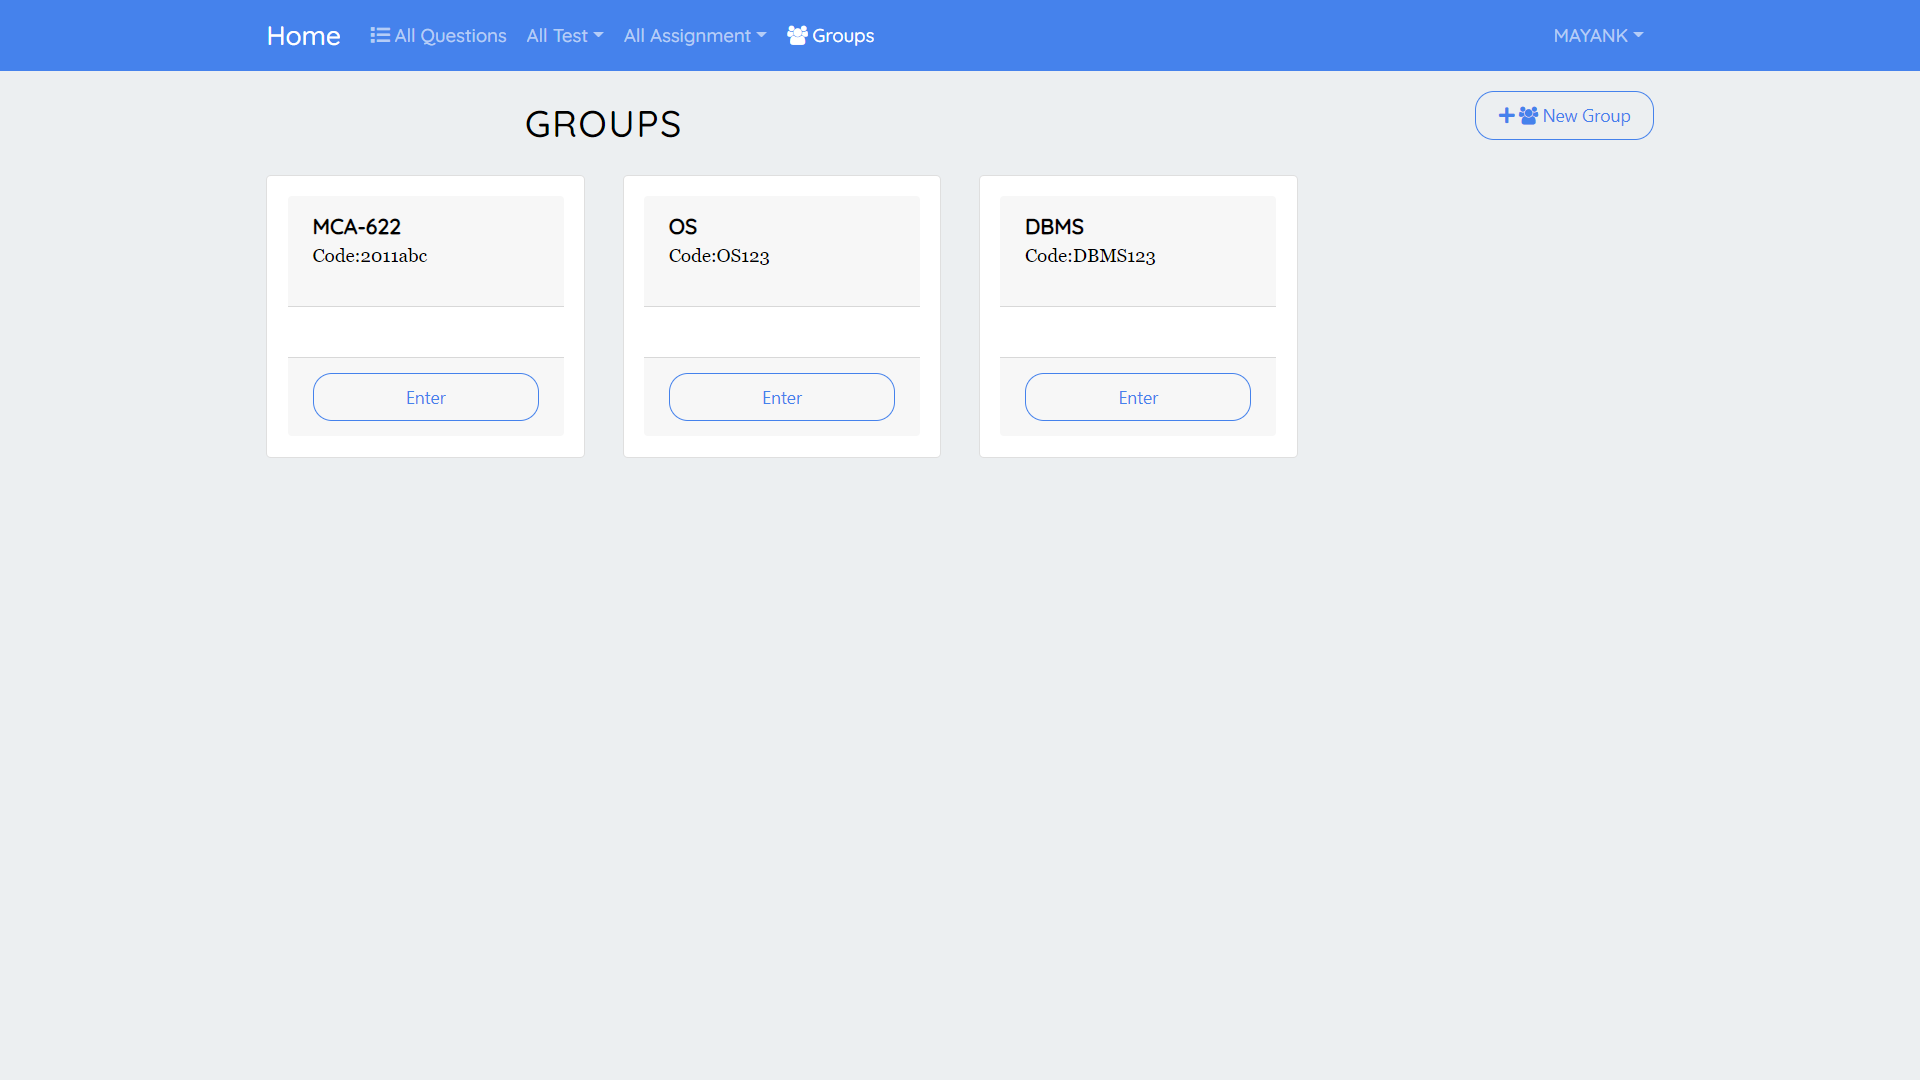 Home All Questions All Test All Assignment Groups MAYANK
GROUPS
New Group
MCA-622
Code:2011abc
Enter
OS
Code:OS123
Enter
DBMS
Code:DBMS123
Enter